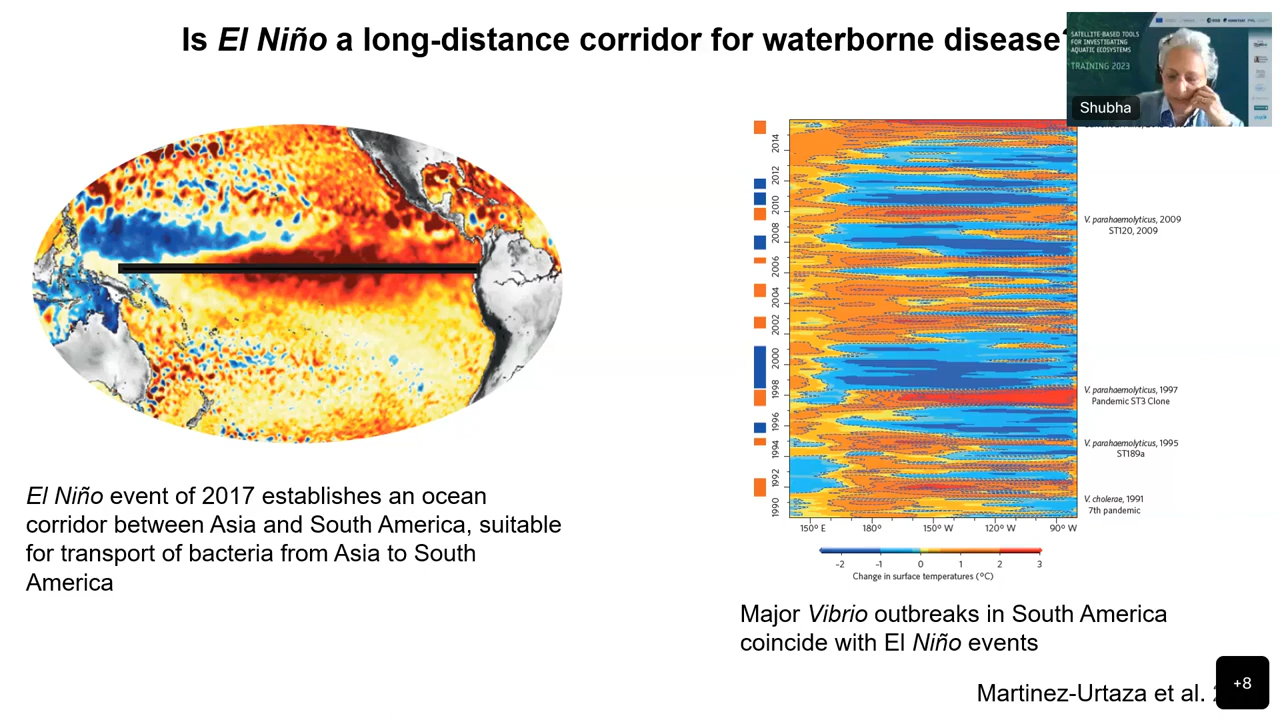 Is El Niño a long-distance corridor for waterborne disease?
SATELLITE-BASED TOOLS
FOR INVESTIGATING
AQUATIC ECOSYSTEMS
TRAINING 2023
Shubha
2014
2012
2010
2008
2006
2004
2002
2000
1998
1996
1994
1992
1990
V. parahaemolyticus, 2009
ST120, 2009
V. parahaemolyticus, 1997
Pandemic ST3 Clone
V. parahaemolyticus, 1995
ST189a
V. cholerae, 1991
7th pandemic
150° E 180° 150° W 120° W 90° W
-2 -1 0 1 2 3
Change in surface temperatures (°C)
El Niño event of 2017 establishes an ocean
corridor between Asia and South America, suitable
for transport of bacteria from Asia to South
America
Major Vibrio outbreaks in South America
coincide with El Niño events
Martinez-Urtaza et al.
+8